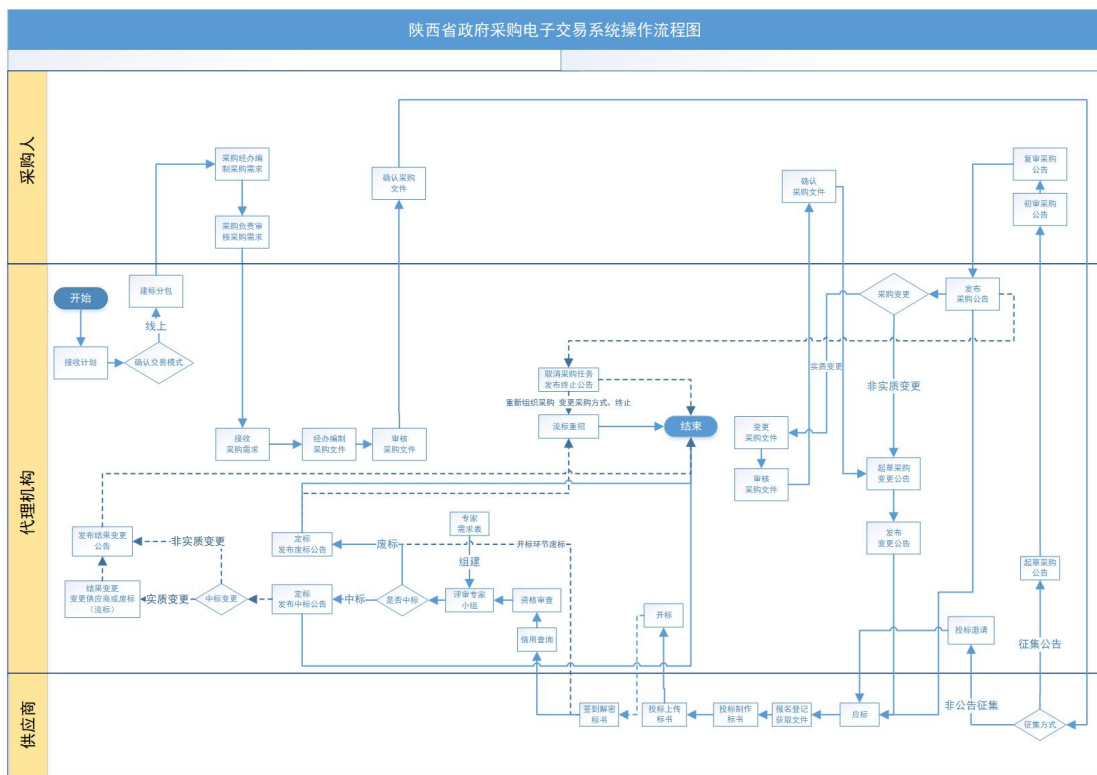 陕西省政府采购电子交易系统操作流程图
采购人
采购经办编
制采购需求
采购负责审
核采购需求
确认采购
文件
确认
采购文件
复审采购
公告
初审采购
公告
代理机构
开始
接收计划
确认交易模式
线上
建标分包
接收
采购需求
经办编制
采购文件
审核
采购文件
取消采购任务
发布终止公告
重新组织采购 变更采购方式、终止
流标重招
结束
采购变更
发布
采购公告
实质变更
非实质变更
变更
采购文件
审核
采购文件
起草采购
变更公告
发布
变更公告
起草采购
公告
发布结果变更
公告
非实质变更
结果变更
变更供应商或废标
（流标）
实质变更
中标变更
定标
发布废标公告
废标
定标
发布中标公告
中标
是否中标
专家
需求表
组建
评审专家
小组
开标环节废标
资格审查
信用查询
开标
投标邀请
征集公告
供应商
签到解密
标书
投标上传
标书
投标制作
标书
报名登记
获取文件
应标
非公告征集
征集方式